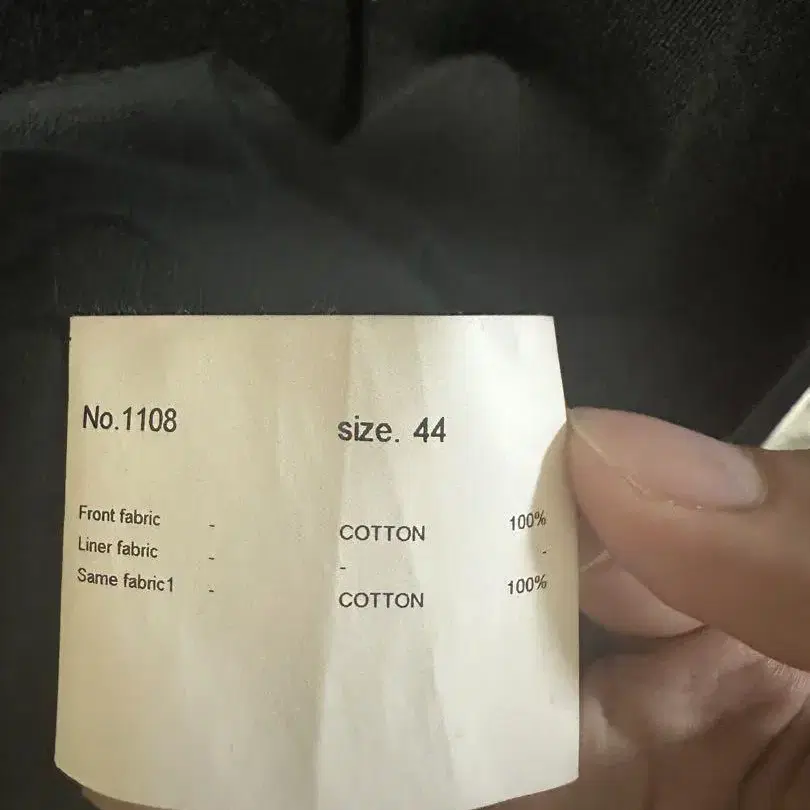 No.1108 size. 44
Front fabric - COTTON 100%
Liner fabric - - -
Same fabric1 - COTTON 100%